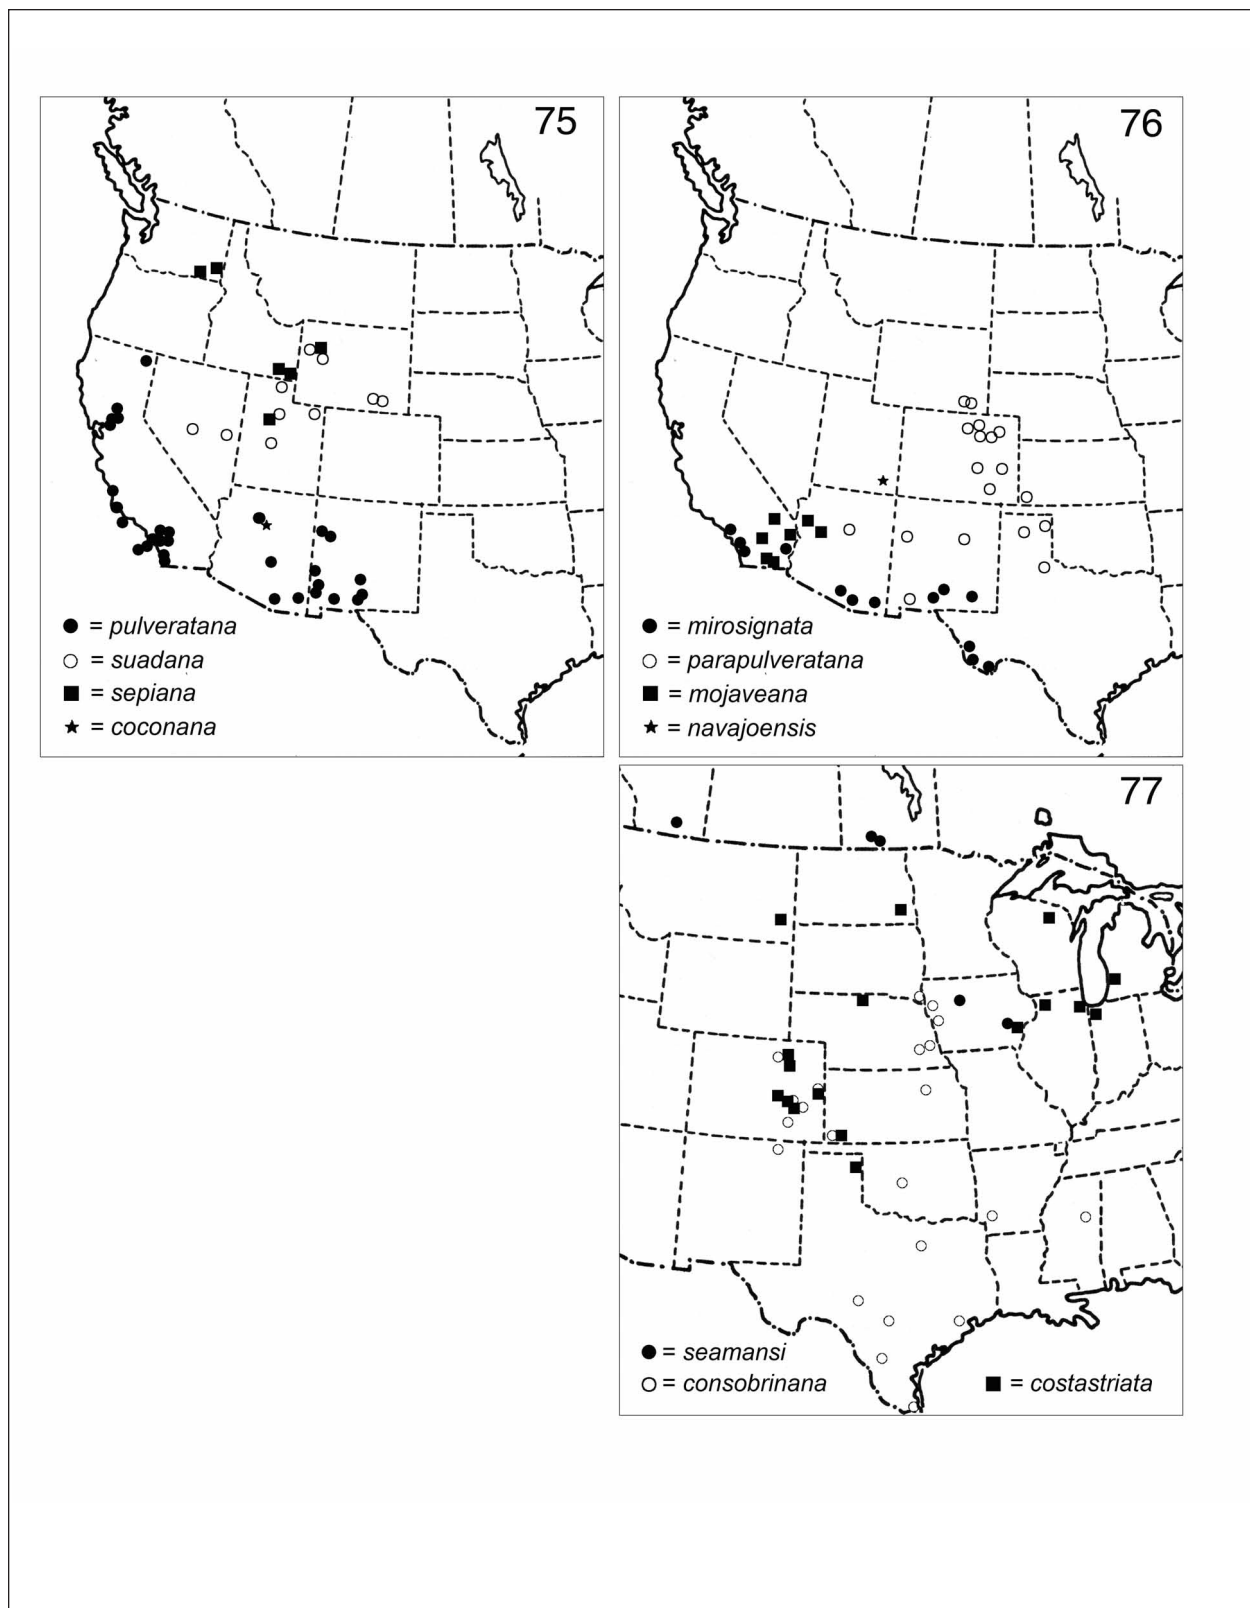 75
= pulveratana
= suadana
= sepiana
= coconana
76
= mirosignata
= parapulveratana
= mojaveana
= navajoensis
77
= seamansi
= consobrinana
= costastriata